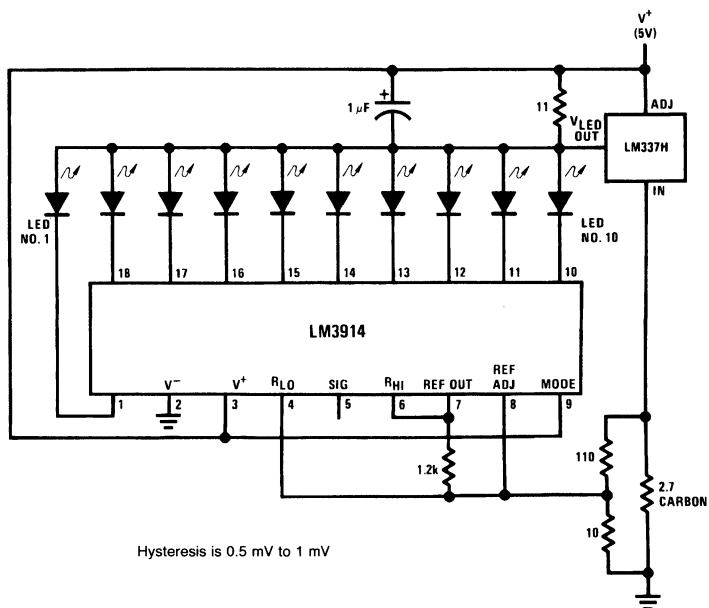 V+
(5V)
1 µF
11
VLED
OUT
ADJ
LM337H
IN
LED
NO. 1
LED
NO. 10
18
17
16
15
14
13
12
11
10
LM3914
V−
V+
RLO
SIG
RHI
REF OUT
REF
ADJ
MODE
1
2
3
4
5
6
7
8
9
1.2k
110
2.7
CARBON
10
Hysteresis is 0.5 mV to 1 mV